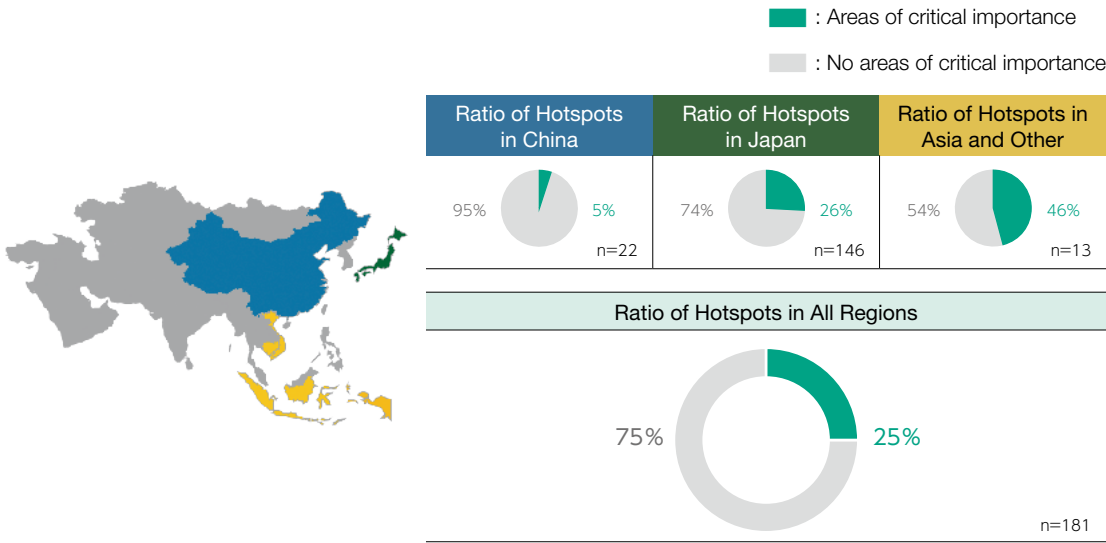 : Areas of critical importance
: No areas of critical importance
Ratio of Hotspots
in China
Ratio of Hotspots
in Japan
Ratio of Hotspots in
Asia and Other
95%
5%
n=22
74%
26%
n=146
54%
46%
n=13
Ratio of Hotspots in All Regions
75%
25%
n=181